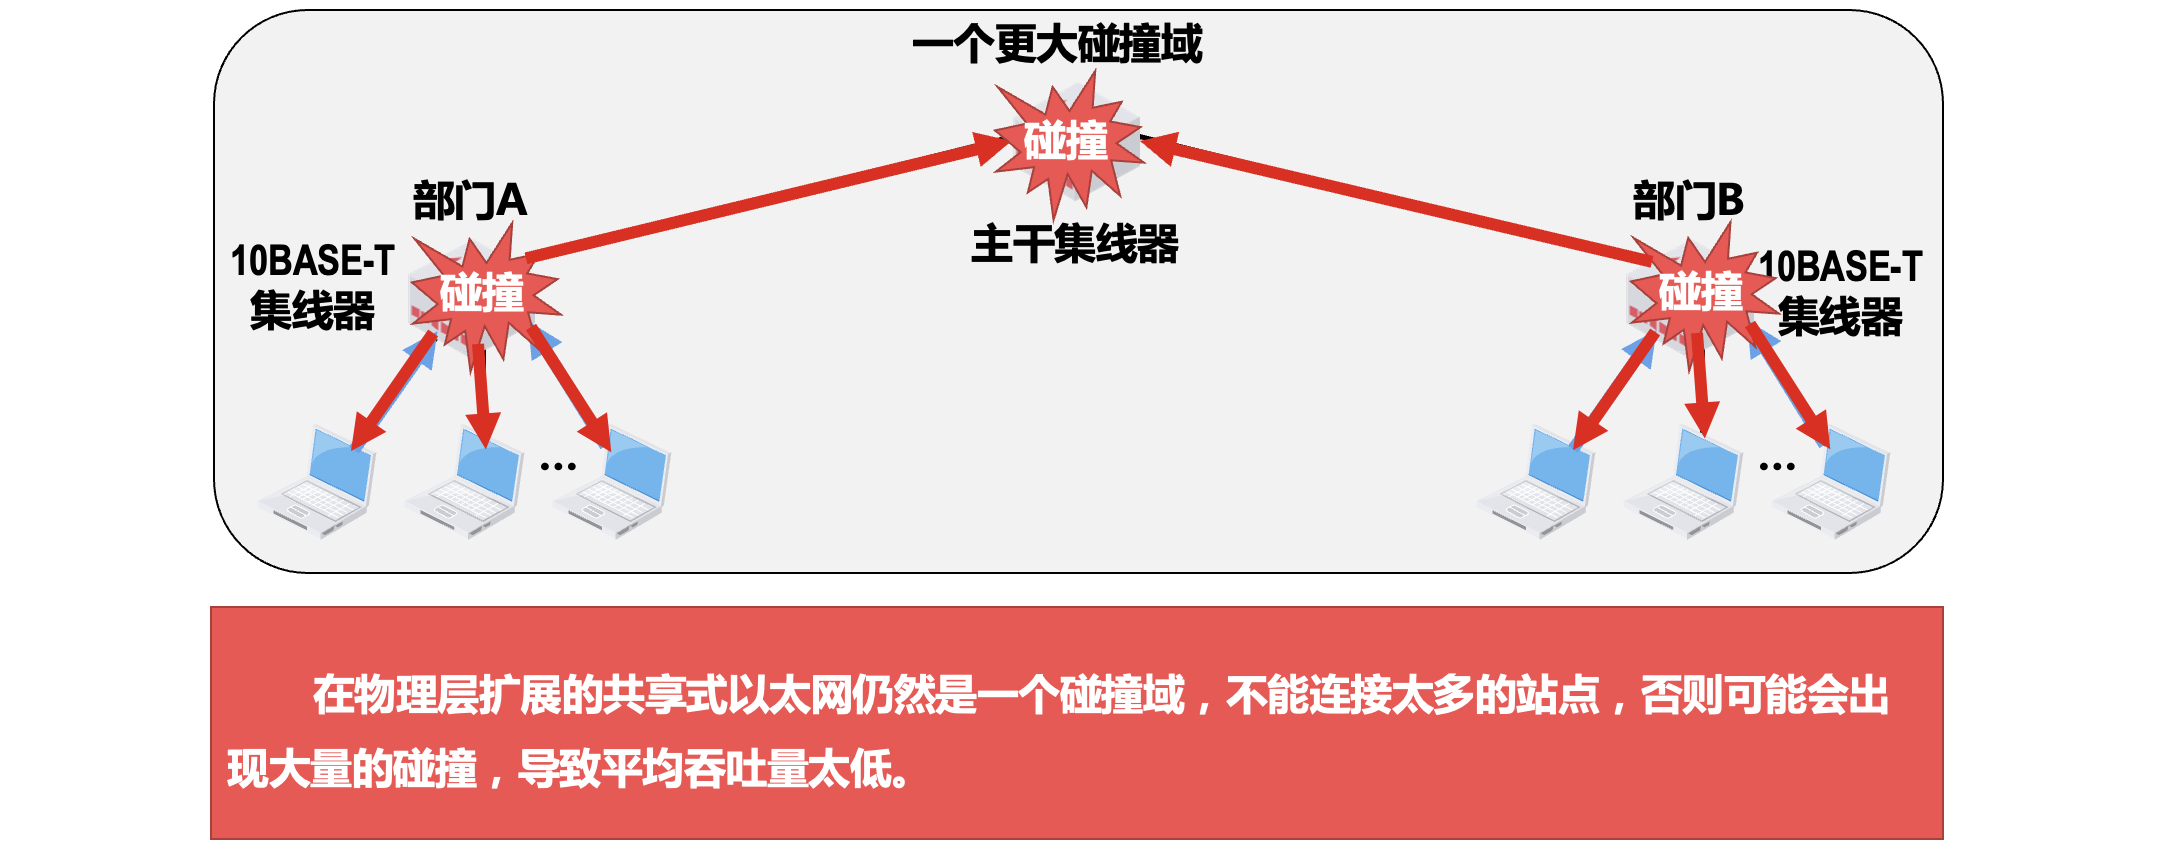 一个更大碰撞域
碰撞
主干集线器
部门A
10BASE-T
集线器
碰撞
...
部门B
10BASE-T
集线器
碰撞
...
在物理层扩展的共享式以太网仍然是一个碰撞域，不能连接太多的站点，否则可能会出
现大量的碰撞，导致平均吞吐量太低。